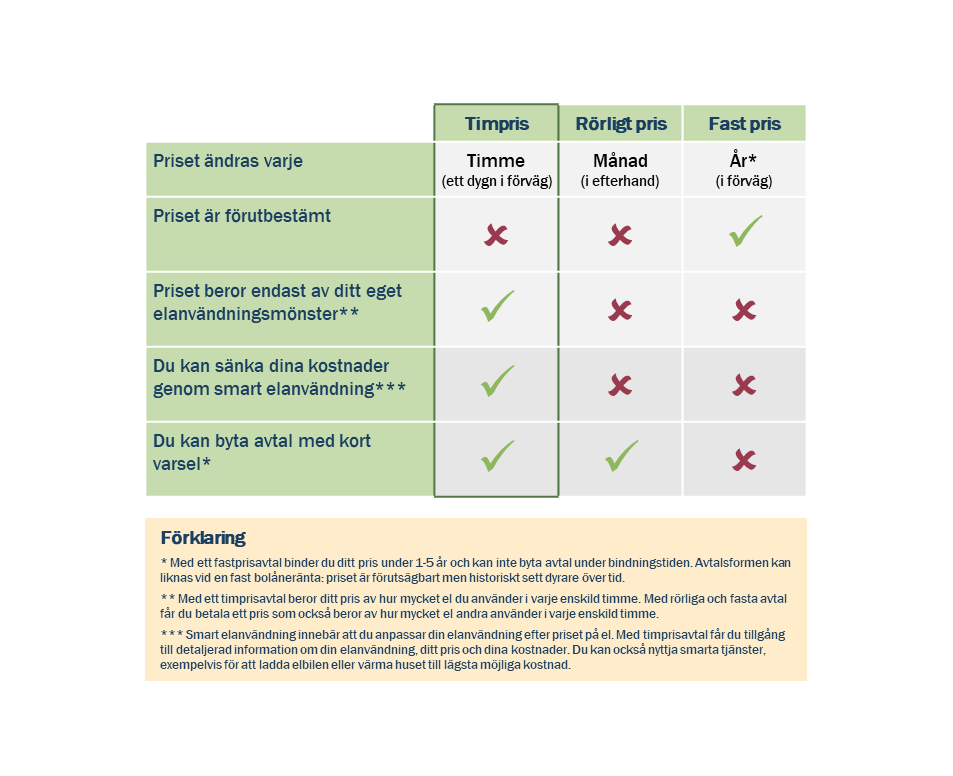 Timpris Rörligt pris Fast pris
Priset ändras varje Timme Månad År*
(ett dygn i förväg) (i efterhand) (i förväg)
Priset är förutbestämt
Priset beror endast av ditt eget
elanvändningsmönster**
Du kan sänka dina kostnader
genom smart elanvändning***
Du kan byta avtal med kort
varsel*
Förklaring
* Med ett fastprisavtal binder du ditt pris under 1-5 år och kan inte byta avtal under bindningstiden. Avtalsformen kan
liknas vid en fast bolåneränta: priset är förutsägbart men historiskt sett dyrare över tid.
** Med ett timprisavtal beror ditt pris av hur mycket el du använder i varje enskild timme. Med rörliga och fasta avtal
får du betala ett pris som också beror av hur mycket el andra använder i varje enskild timme.
*** Smart elanvändning innebär att du anpassar din elanvändning efter priset på el. Med timprisavtal får du tillgång
till detaljerad information om din elanvändning, ditt pris och dina kostnader. Du kan också nyttja smarta tjänster,
exempelvis för att ladda elbilen eller värma huset till lägsta möjliga kostnad.